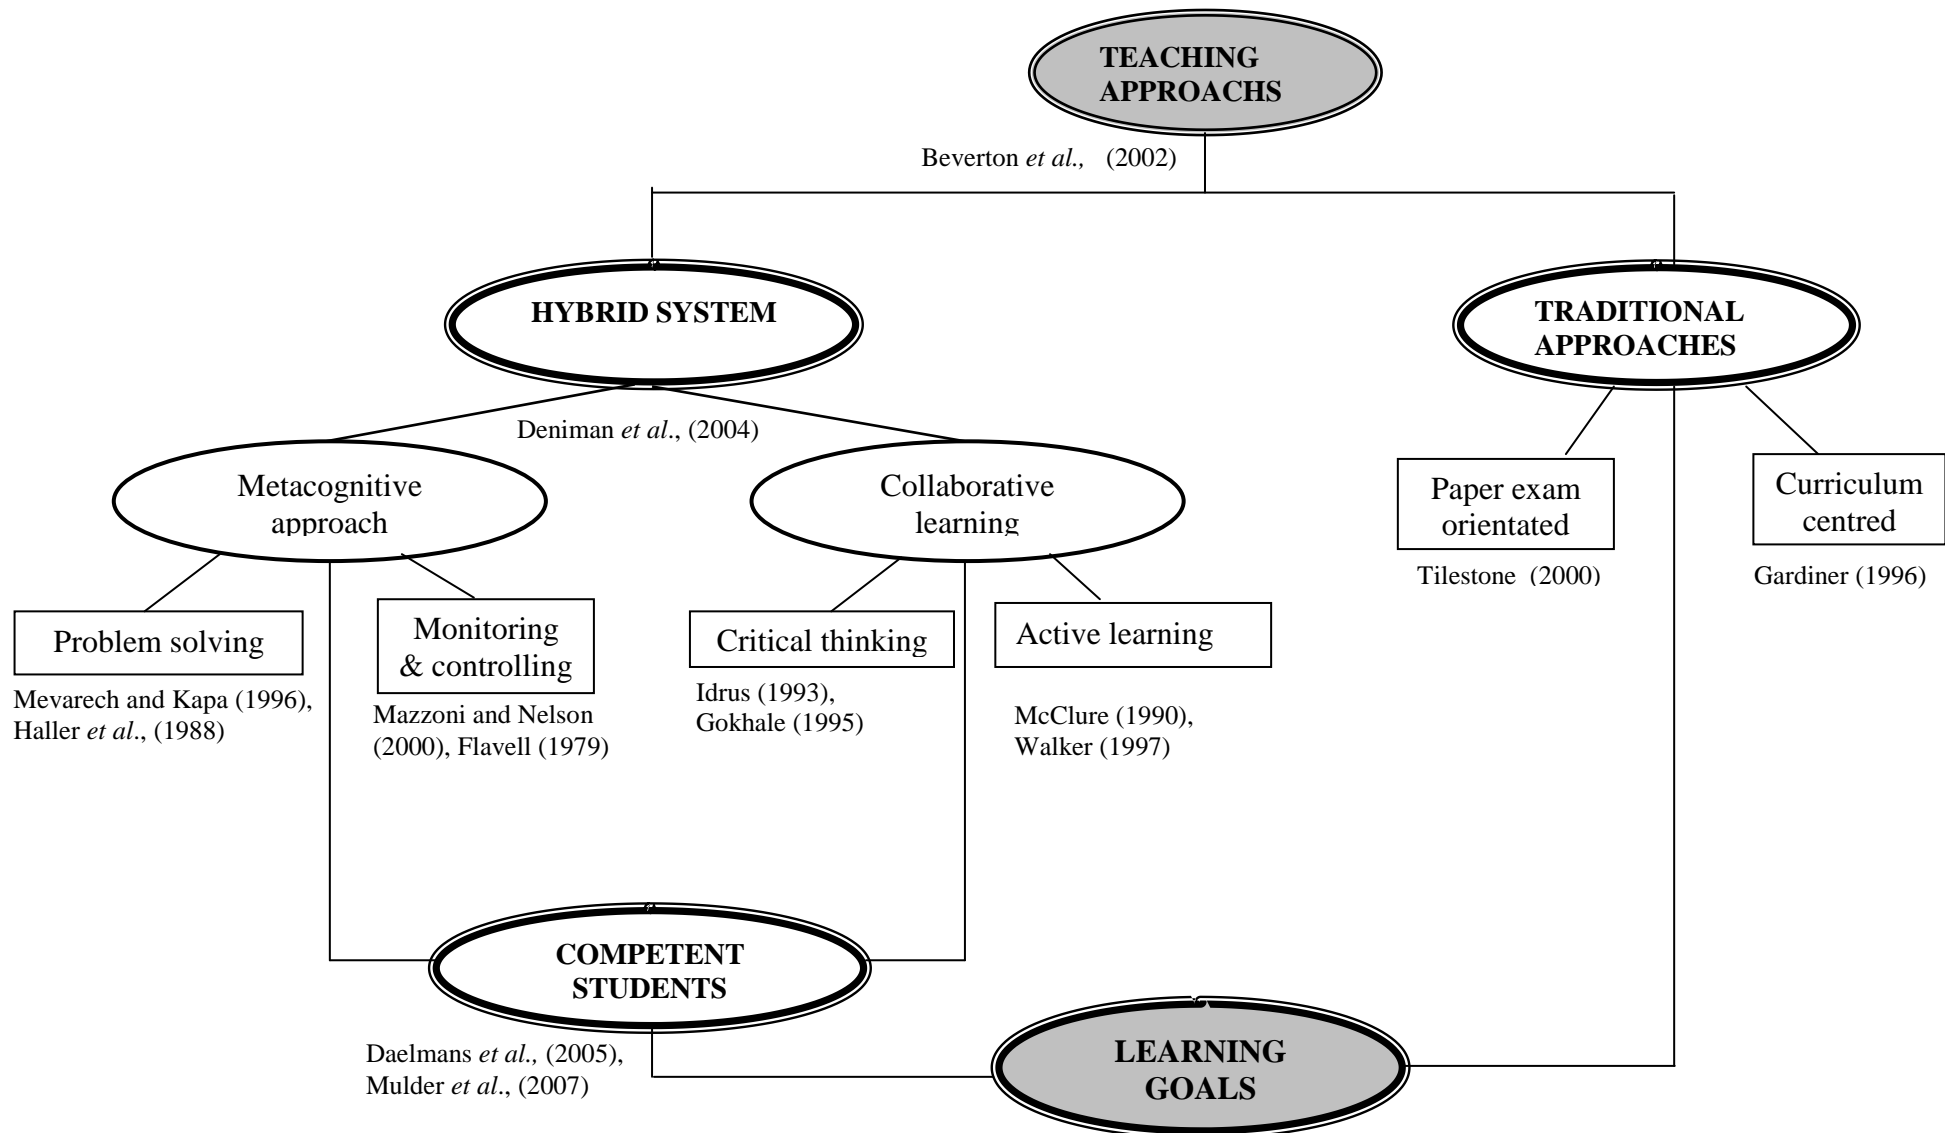 TEACHING
APPROACHS
Beverton et al., (2002)
HYBRID SYSTEM
TRADITIONAL
APPROACHES
Deniman et al., (2004)
Metacognitive
approach
Collaborative
learning
Paper exam
orientated
Curriculum
centred
Tilestone (2000)
Gardiner (1996)
Problem solving
Monitoring
& controlling
Critical thinking
Active learning
Mevarech and Kapa (1996),
Haller et al., (1988)
Mazzoni and Nelson
(2000), Flavell (1979)
Idrus (1993),
Gokhale (1995)
McClure (1990),
Walker (1997)
COMPETENT
STUDENTS
Daelmans et al., (2005),
Mulder et al., (2007)
LEARNING
GOALS